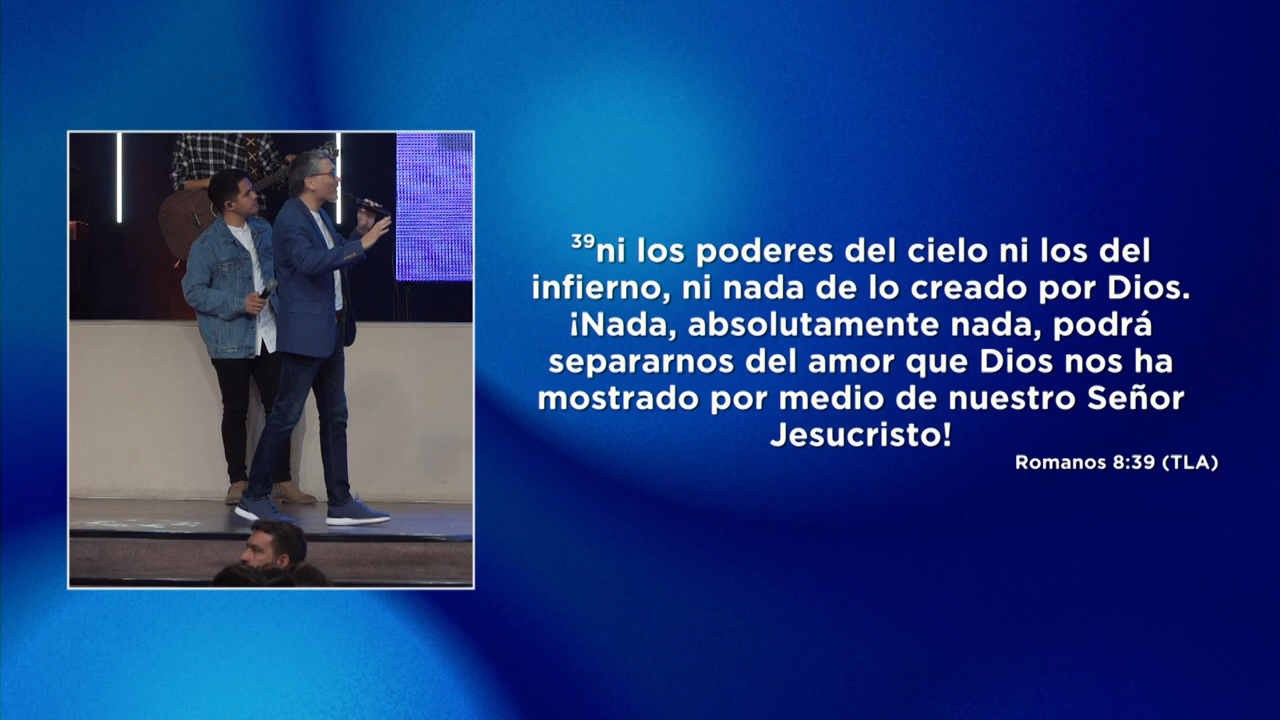 ³⁹ni los poderes del cielo ni los del
infierno, ni nada de lo creado por Dios.
¡Nada, absolutamente nada, podrá
separarnos del amor que Dios nos ha
mostrado por medio de nuestro Señor
Jesucristo!
Romanos 8:39 (TLA)